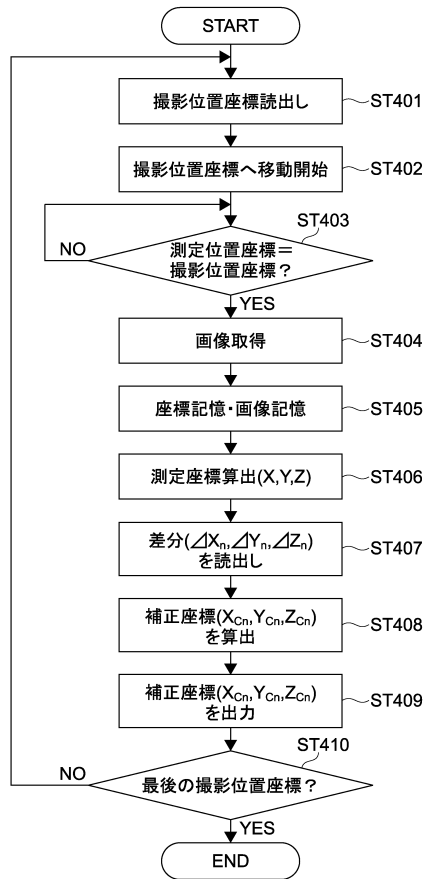 START
撮影位置座標読出し
ST401
撮影位置座標へ移動開始
ST402
ST403
測定位置座標＝
撮影位置座標？
NO
YES
画像取得
ST404
座標記憶・画像記憶
ST405
測定座標算出(X,Y,Z)
ST406
差分(⊿Xn,⊿Yn,⊿Zn)
を読出し
ST407
補正座標(XCn,YCn,ZCn)
を算出
ST408
補正座標(XCn,YCn,ZCn)
を出力
ST409
ST410
最後の撮影位置座標？
NO
YES
END